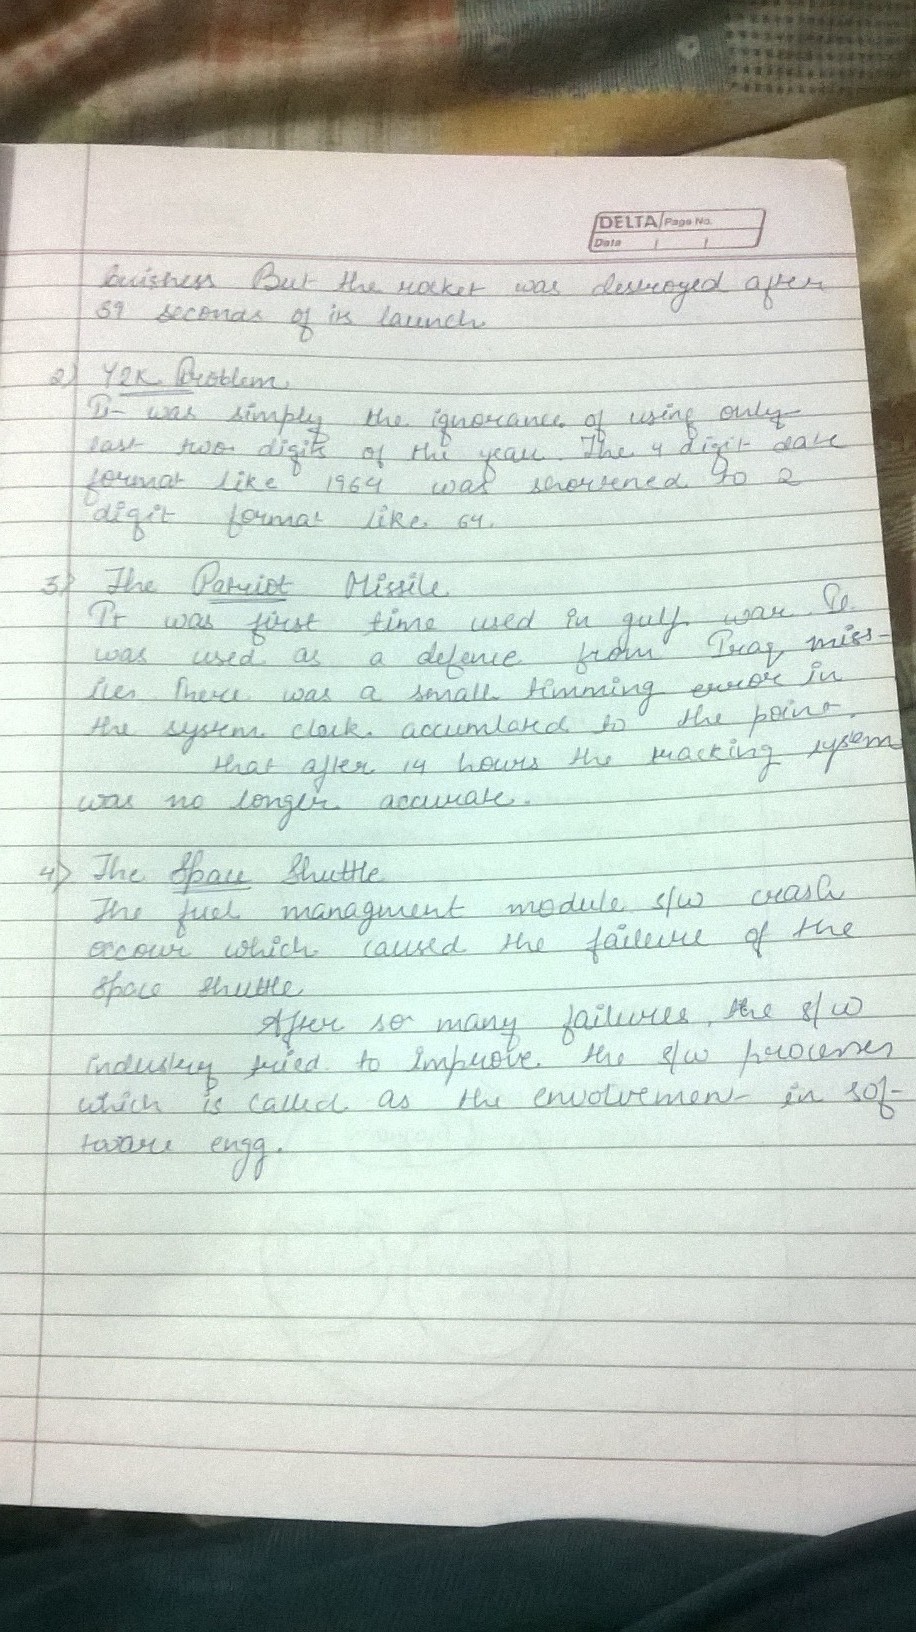 DELTA Page No.
Date
buisness But the rocket was destroyed after
39 seconds of its launch
2) Y2K Problem.
It was simply the ignorance of using only
last two digits of the year. The 4 digit date
format like 1964 was shortened to 2
digit format like 64.
3) The Patriot Missile
It was first time used in gulf war. It
was used as a defence from Iraq miss-
iles There was a small timming error in
the system clock accumlated to the point
that after 14 hours the tracking system
was no longer accurate.
4) The Space Shuttle
The fuel managment module s/w crash
occour which caused the failure of the
Space Shuttle
After so many failures, the s/w
industry tried to improve the s/w processes
which is called as the envolvement in sof-
tware engg.